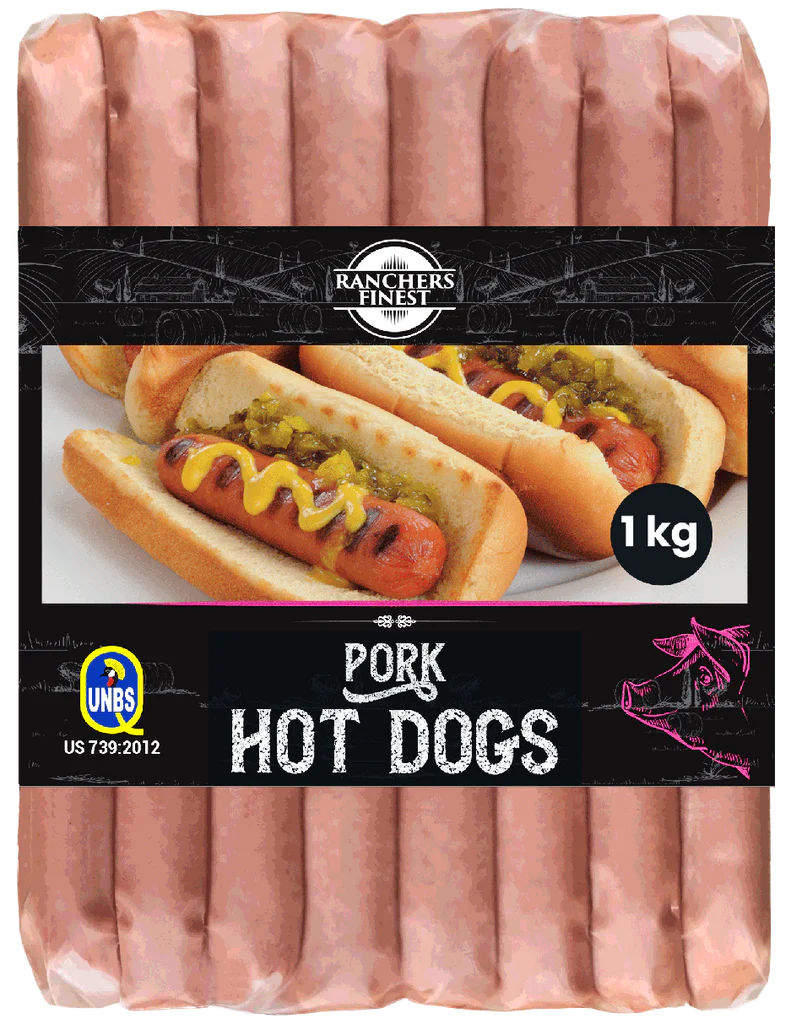 RANCHERS
FINEST
1 kg
PORK
HOT DOGS
UNBS
US 739:2012